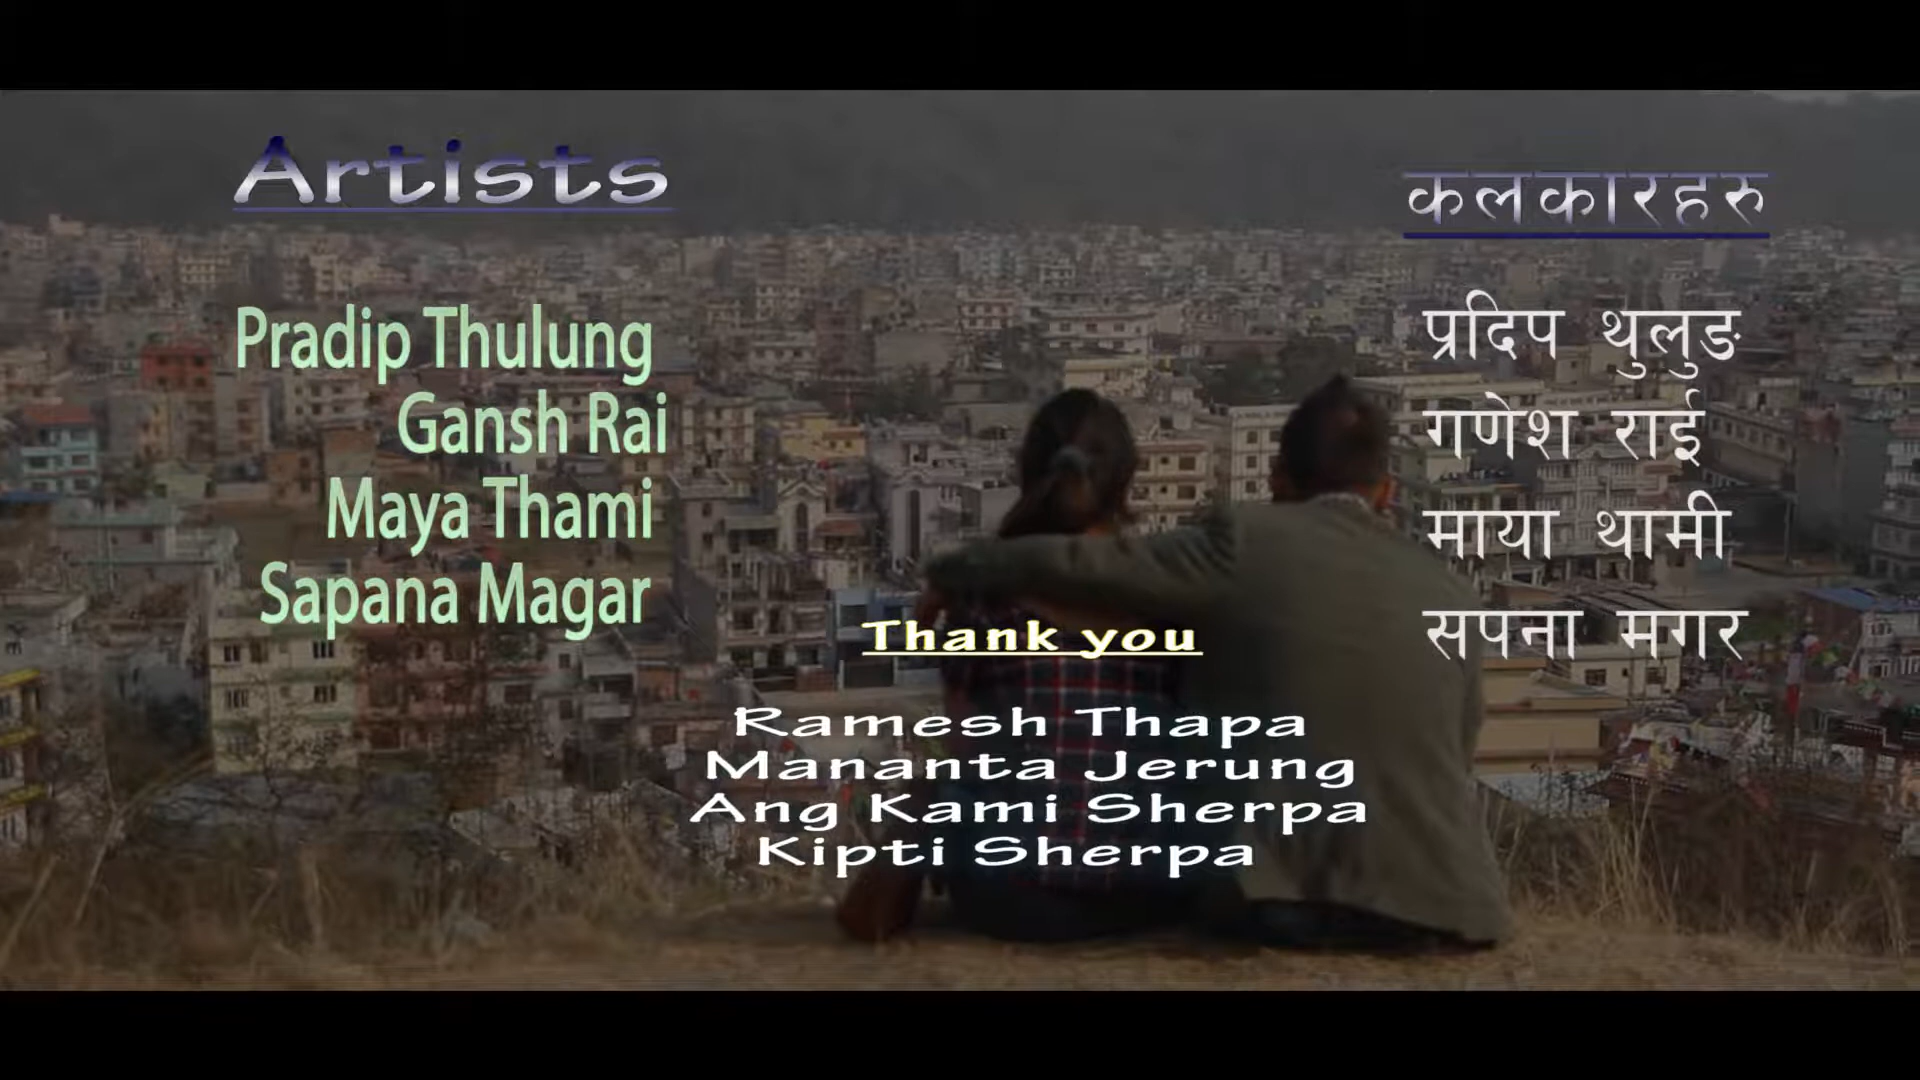 Artists
Pradip Thulung
Gansh Rai
Maya Thami
Sapana Magar
कलकारहरु
प्रदिप थुलुङ
गणेश राई
माया थामी
सपना मगर
Thank you
Ramesh Thapa
Mananta Jerung
Ang Kami Sherpa
Kipti Sherpa